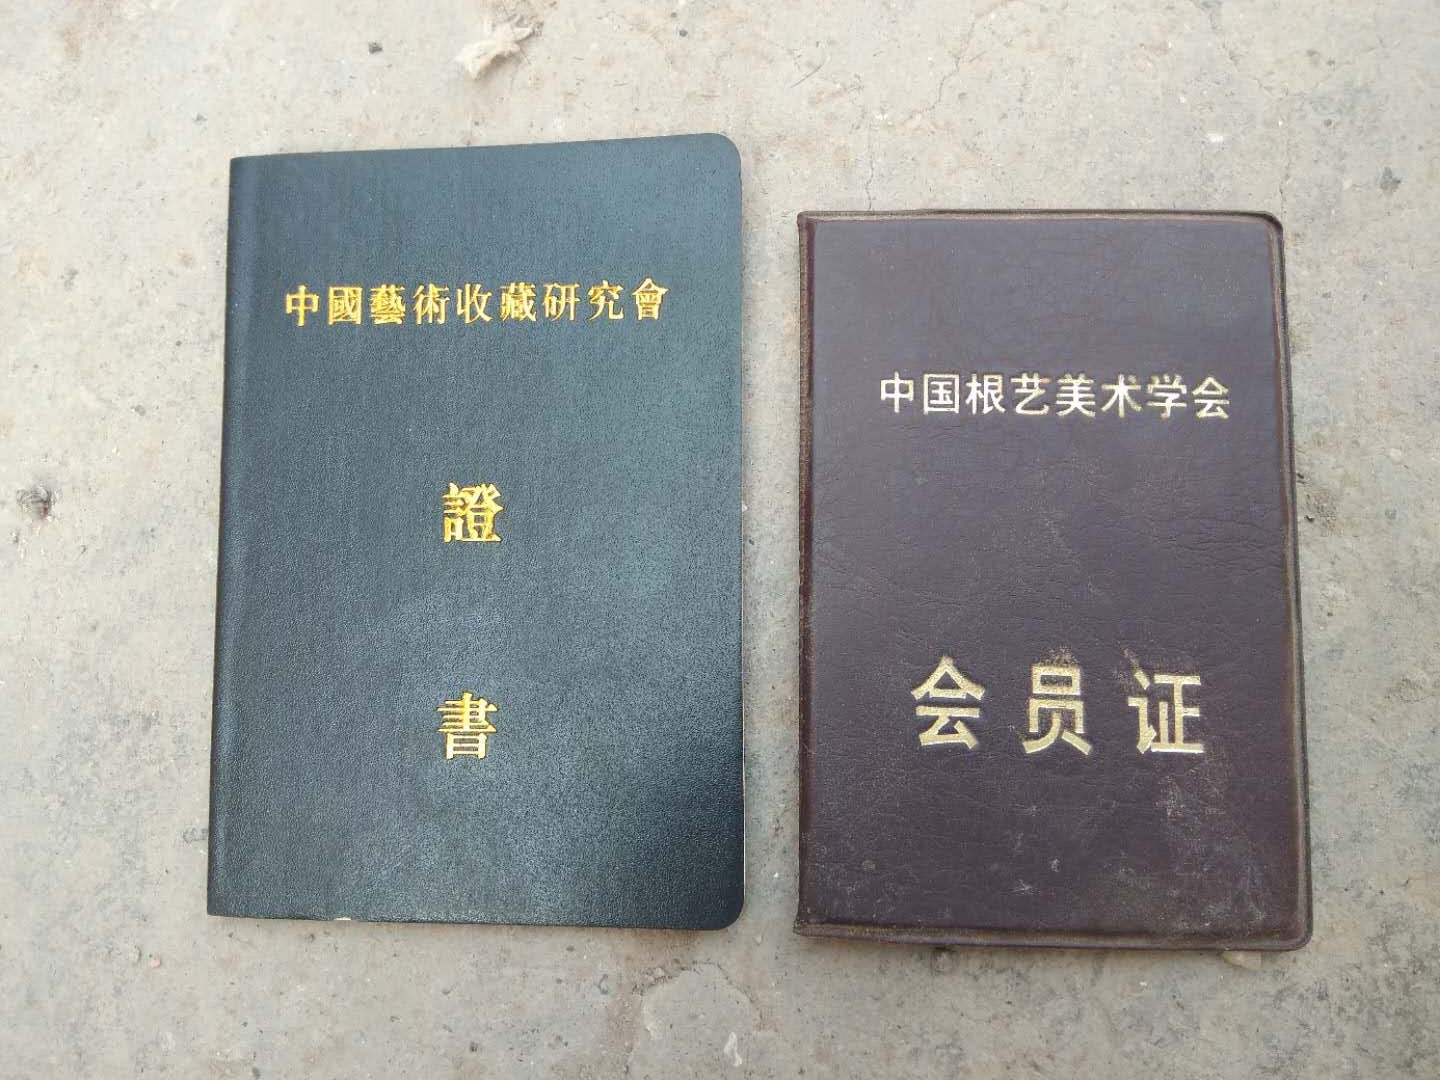 中國藝術收藏研究會
證
書
中国根艺美术学会
会员证